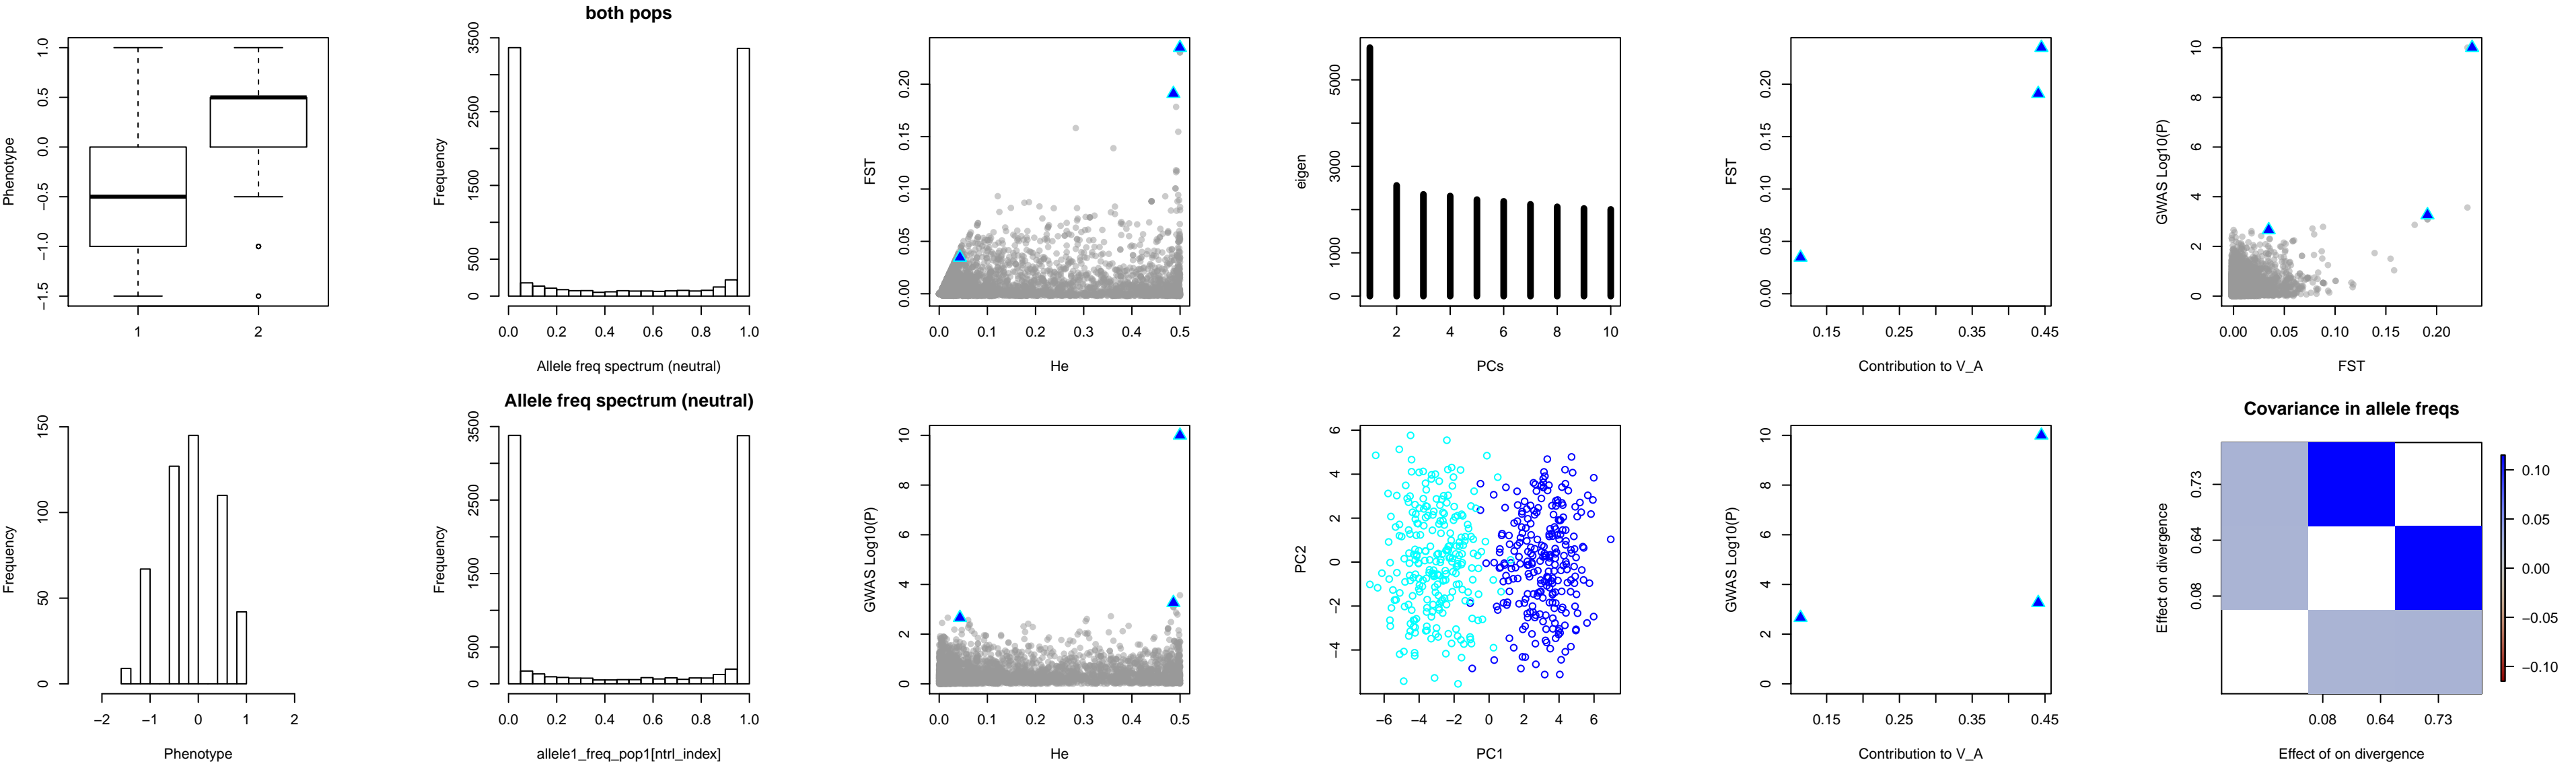 both pops
Phenotype
−1.5 −1.0 −0.5 0.0 0.5 1.0
1 2
Frequency
0 500 1500 2500 3500
0.0 0.2 0.4 0.6 0.8 1.0
Allele freq spectrum (neutral)
FST
0.00 0.05 0.10 0.15 0.20
0.0 0.1 0.2 0.3 0.4 0.5
He
eigen
0 1000 3000 5000
2 4 6 8 10
PCs
FST
0.00 0.05 0.10 0.15 0.20
0.15 0.25 0.35 0.45
Contribution to V_A
GWAS Log10(P)
0 2 4 6 8 10
0.00 0.05 0.10 0.15 0.20
FST
Frequency
0 50 100 150
−2 −1 0 1 2
Phenotype
Allele freq spectrum (neutral)
Frequency
0 500 1500 2500 3500
0.0 0.2 0.4 0.6 0.8 1.0
allele1_freq_pop1[ntrl_index]
GWAS Log10(P)
0 2 4 6 8 10
0.0 0.1 0.2 0.3 0.4 0.5
He
PC2
−4 −2 0 2 4 6
−6 −4 −2 0 2 4 6
PC1
GWAS Log10(P)
0 2 4 6 8 10
0.15 0.25 0.35 0.45
Contribution to V_A
Covariance in allele freqs
Effect on divergence
0.08 0.64 0.73
0.08 0.64 0.73
Effect of on divergence
0.10
0.05
0.00
−0.05
−0.10